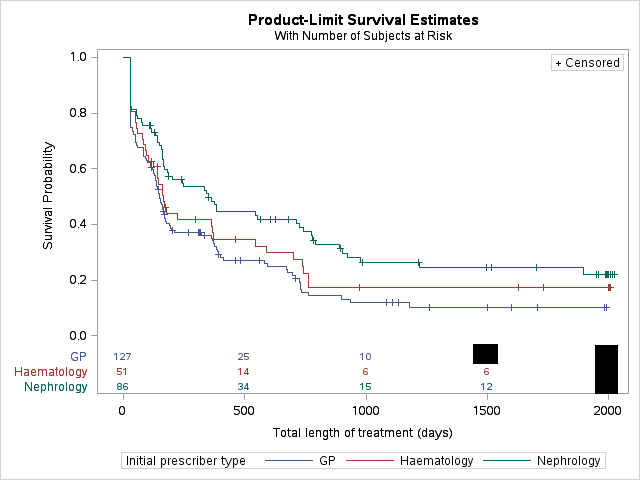 Product-Limit Survival Estimates
With Number of Subjects at Risk
+ Censored
1.0
0.8
0.6
0.4
0.2
0.0
Survival Probability
GP 127 25 10
Haematology 51 14 6 6
Nephrology 86 34 15 12
0 500 1000 1500 2000
Total length of treatment (days)
Initial prescriber type GP Haematology Nephrology